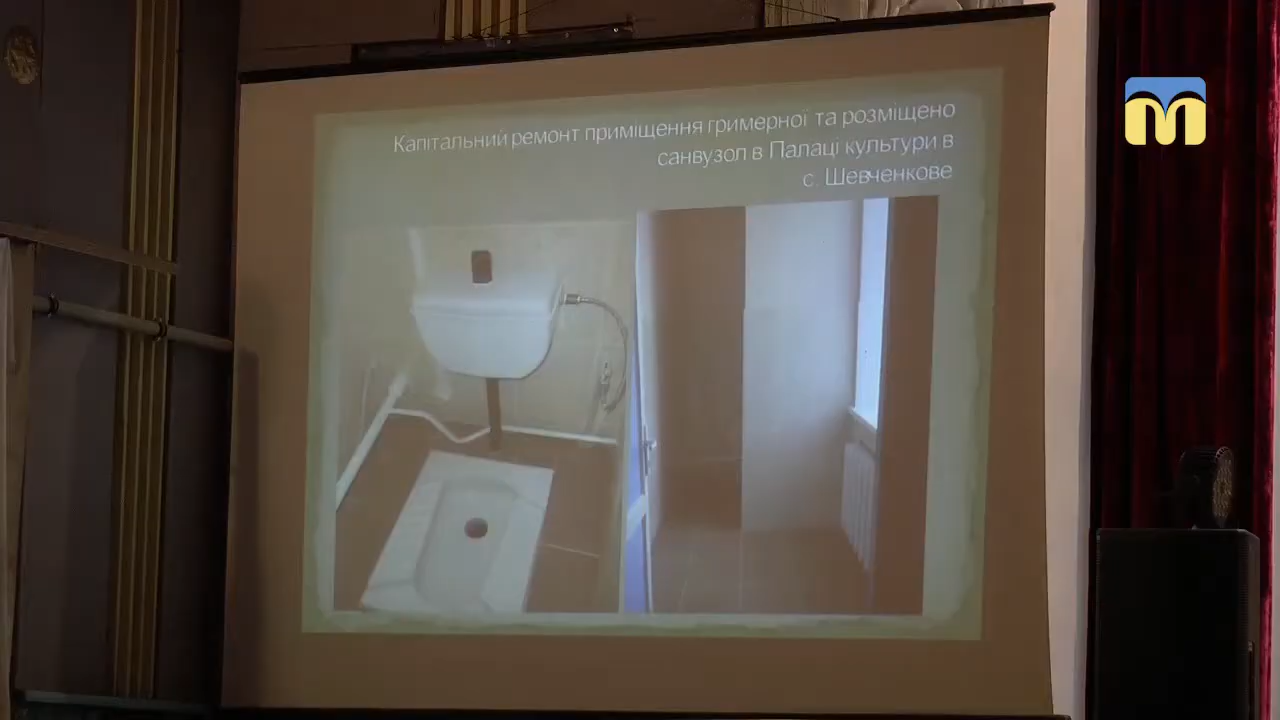 Капітальний ремонт приміщення гримерної та розміщено
санвузол в Палаці культури в
с. Шевченкове